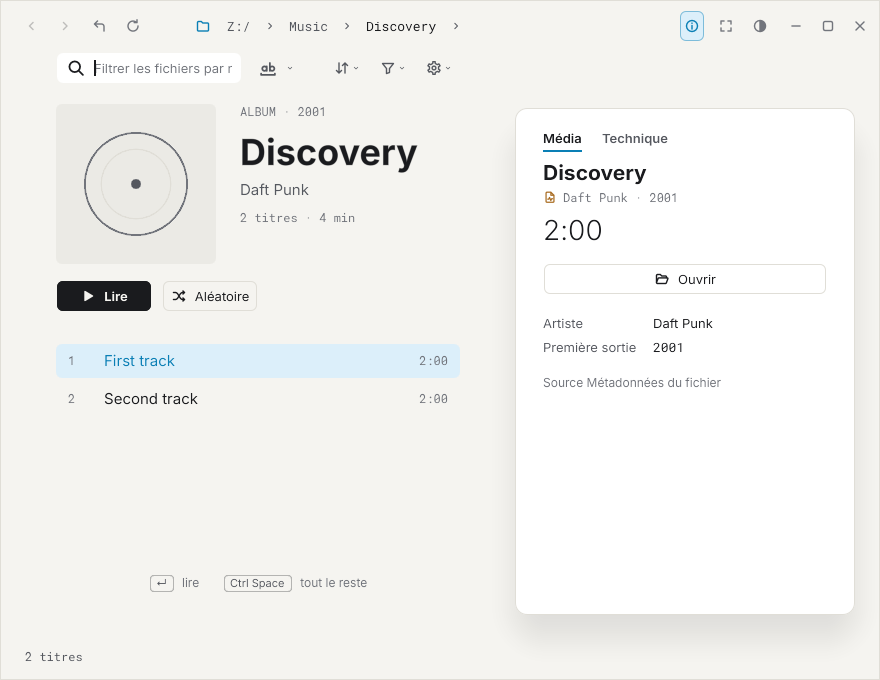 Z:/ Music Discovery
Filtrer les fichiers par r
ab
ALBUM · 2001
Discovery
Daft Punk
2 titres · 4 min
Lire
Aléatoire
1 First track 2:00
2 Second track 2:00
lire Ctrl Space tout le reste
2 titres
Média Technique
Discovery
Daft Punk · 2001
2:00
Ouvrir
Artiste Daft Punk
Première sortie 2001
Source Métadonnées du fichier